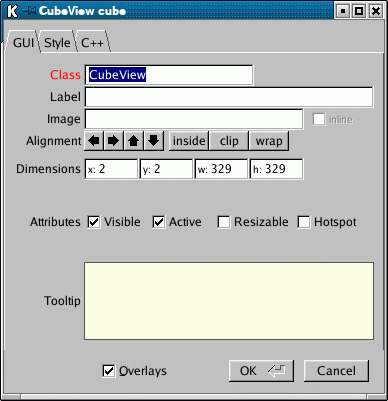 CubeView cube
GUI Style C++
Class CubeView
Label
Image inline
Alignment inside clip wrap
Dimensions x: 2 y: 2 w: 329 h: 329
Attributes Visible Active Resizable Hotspot
Tooltip
Overlays OK Cancel